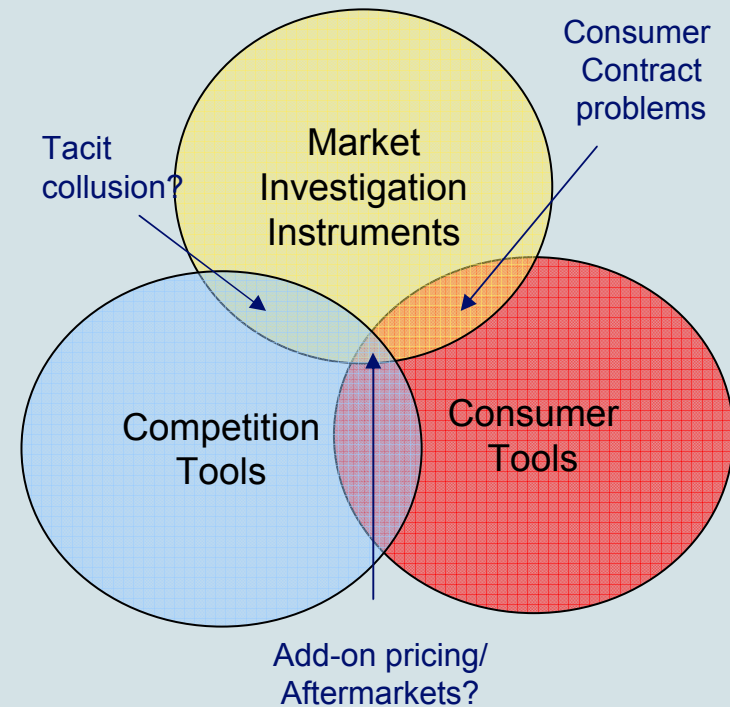 Consumer
Contract
problems
Tacit
collusion?
Market
Investigation
Instruments
Competition
Tools
Consumer
Tools
Add-on pricing/
Aftermarkets?